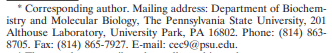 * Corresponding author. Mailing address: Department of Biochem-
istry and Molecular Biology, The Pennsylvania State University, 201
Althouse Laboratory, University Park, PA 16802. Phone: (814) 863-
8705. Fax: (814) 865-7927. E-mail: cec9@psu.edu.